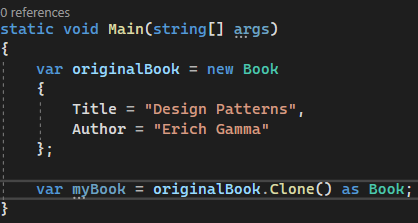 0 references
static void Main(string[] args)
{
    var originalBook = new Book
    {
        Title = "Design Patterns",
        Author = "Erich Gamma"
    };
    var myBook = originalBook.Clone() as Book;
}